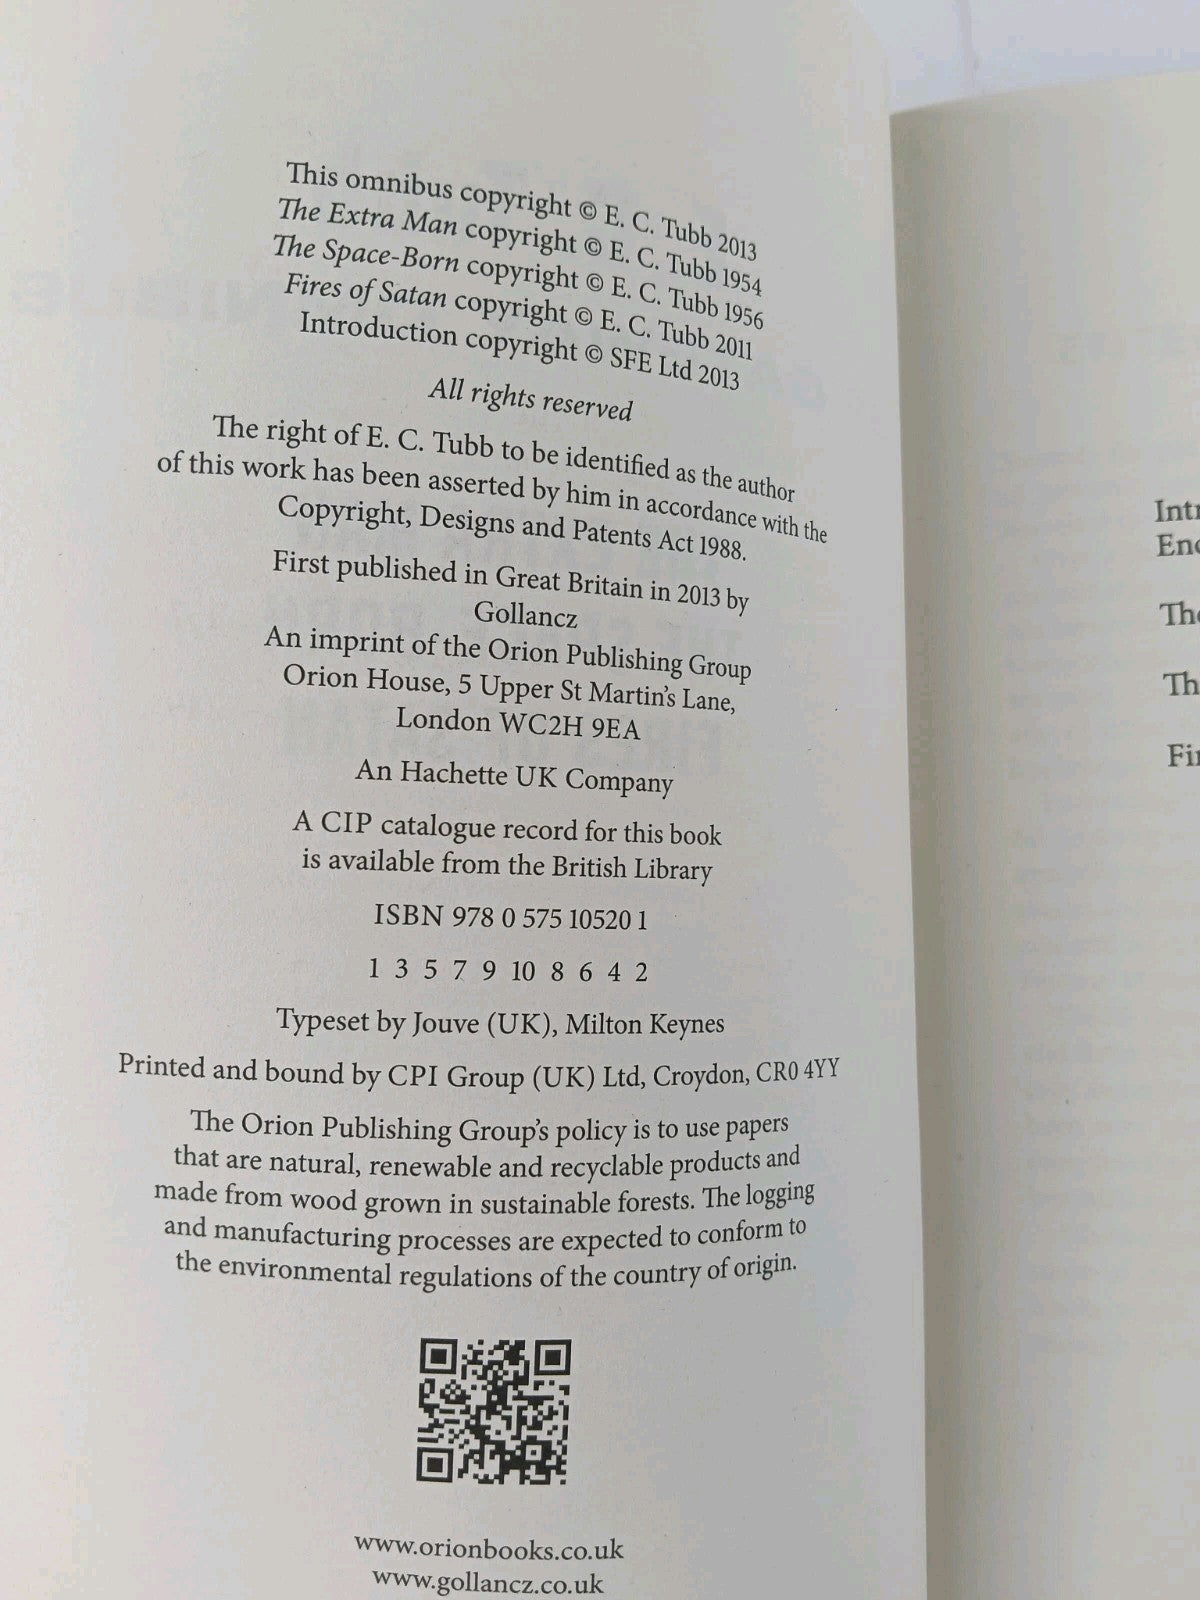 This omnibus copyright © E. C. Tubb 2013
The Extra Man copyright © E. C. Tubb 1954
The Space-Born copyright © E. C. Tubb 1956
Fires of Satan copyright © E. C. Tubb 2011
Introduction copyright © SFE Ltd 2013
All rights reserved
The right of E. C. Tubb to be identified as the author
of this work has been asserted by him in accordance with the
Copyright, Designs and Patents Act 1988.
First published in Great Britain in 2013 by
Gollancz
An imprint of the Orion Publishing Group
Orion House, 5 Upper St Martin's Lane,
London WC2H 9EA
An Hachette UK Company
A CIP catalogue record for this book
is available from the British Library
ISBN 978 0 575 10520 1
1 3 5 7 9 10 8 6 4 2
Typeset by Jouve (UK), Milton Keynes
Printed and bound by CPI Group (UK) Ltd, Croydon, CR0 4YY
The Orion Publishing Group's policy is to use papers
that are natural, renewable and recyclable products and
made from wood grown in sustainable forests. The logging
and manufacturing processes are expected to conform to
the environmental regulations of the country of origin.
www.orionbooks.co.uk
www.gollancz.co.uk